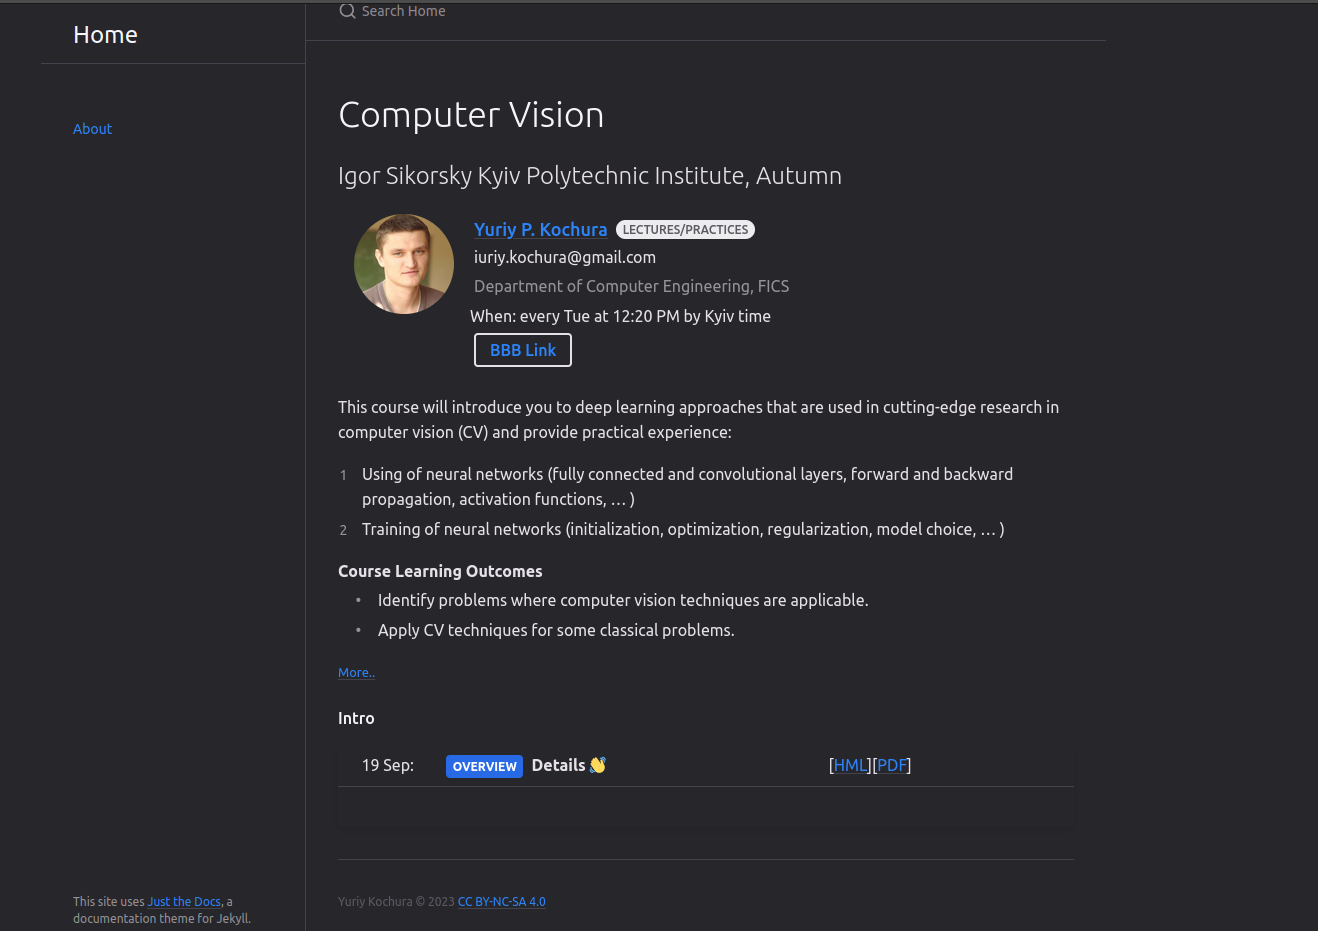 Home
Search Home
About
Computer Vision
Igor Sikorsky Kyiv Polytechnic Institute, Autumn
Yuriy P. Kochura LECTURES/PRACTICES
iuriy.kochura@gmail.com
Department of Computer Engineering, FICS
When: every Tue at 12:20 PM by Kyiv time
BBB Link
This course will introduce you to deep learning approaches that are used in cutting-edge research in
computer vision (CV) and provide practical experience:
1 Using of neural networks (fully connected and convolutional layers, forward and backward
propagation, activation functions, … )
2 Training of neural networks (initialization, optimization, regularization, model choice, … )
Course Learning Outcomes
• Identify problems where computer vision techniques are applicable.
• Apply CV techniques for some classical problems.
More..
Intro
19 Sep: OVERVIEW Details 👋 [HML][PDF]
Yuriy Kochura © 2023 CC BY-NC-SA 4.0
This site uses Just the Docs, a
documentation theme for Jekyll.